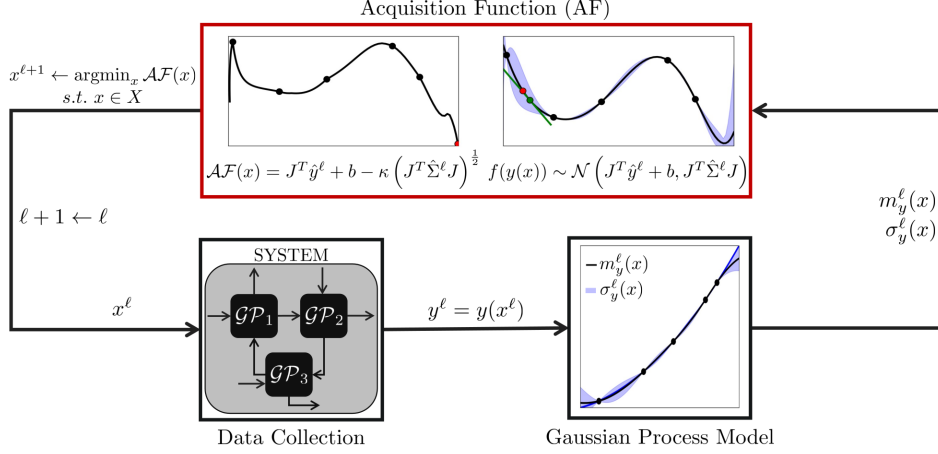 Acquisition Function (AF)
x^{ℓ+1} ← argmin_x 𝒜ℱ(x)
s.t. x ∈ X
𝒜ℱ(x) = J^T ŷ^ℓ + b − κ (J^T Σ̂^ℓ J)^{1/2}
f(y(x)) ∼ 𝒩 (J^T ŷ^ℓ + b, J^T Σ̂^ℓ J)
ℓ + 1 ← ℓ
m_y^ℓ(x)
σ_y^ℓ(x)
x^ℓ
SYSTEM
𝒢𝒫_1
𝒢𝒫_2
𝒢𝒫_3
y^ℓ = y(x^ℓ)
m_y^ℓ(x)
σ_y^ℓ(x)
Data Collection
Gaussian Process Model